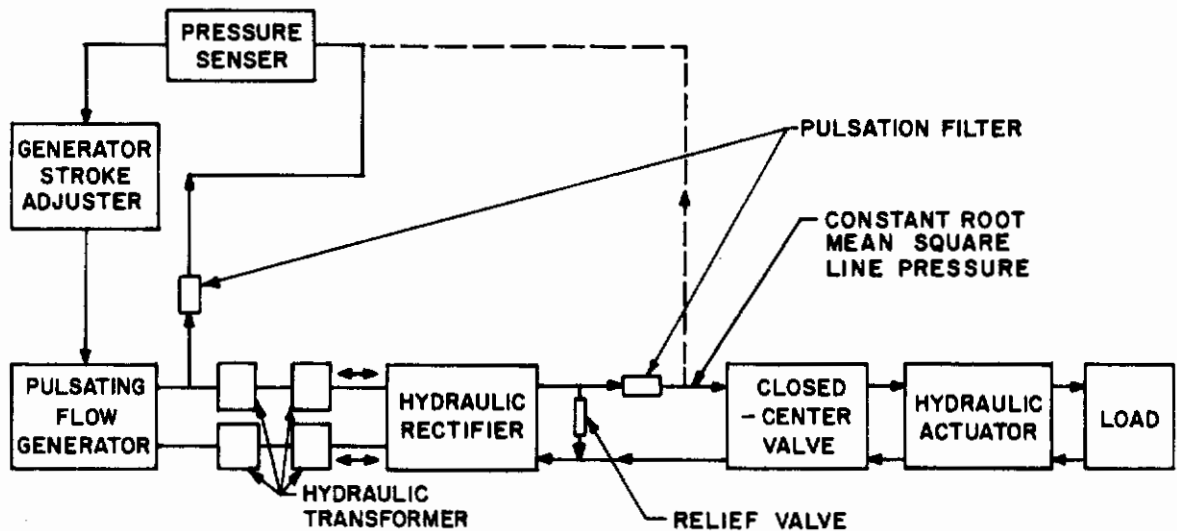 PRESSURE
SENSER
GENERATOR
STROKE
ADJUSTER
PULSATION FILTER
CONSTANT ROOT
MEAN SQUARE
LINE PRESSURE
PULSATING
FLOW
GENERATOR
HYDRAULIC
RECTIFIER
CLOSED
-CENTER
VALVE
HYDRAULIC
ACTUATOR
LOAD
HYDRAULIC
TRANSFORMER
RELIEF VALVE